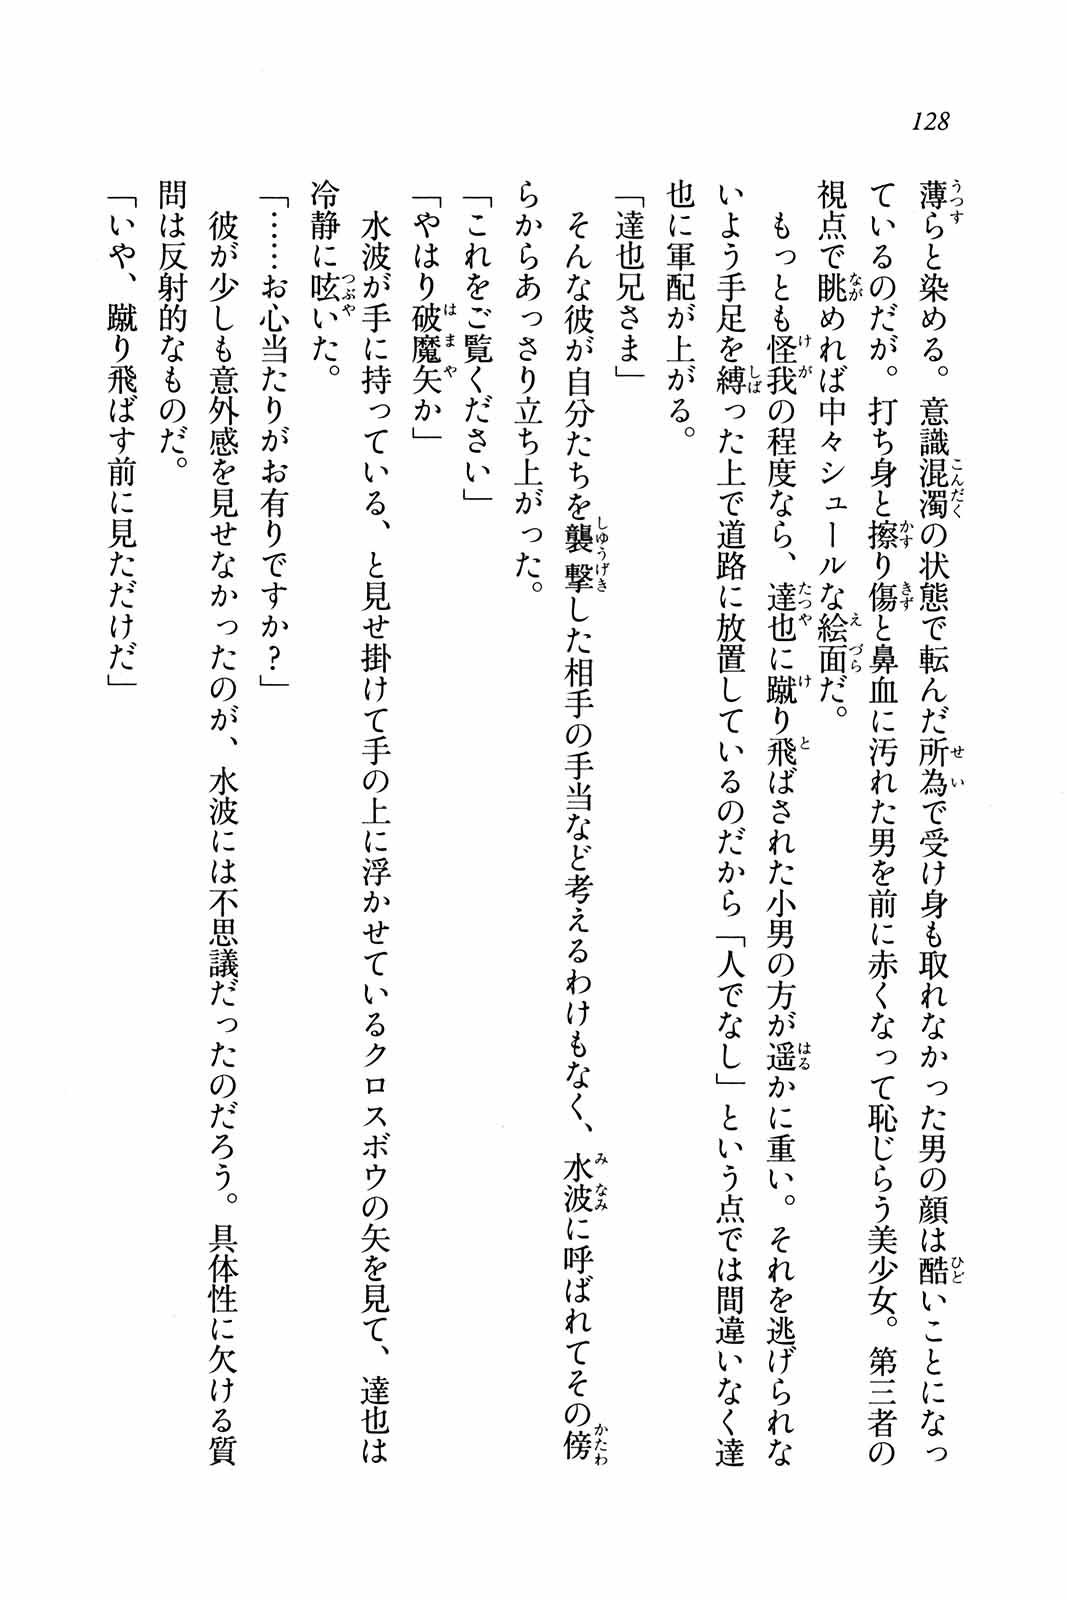 128
薄らと染める。意識混濁の状態で転んだ所為で受け身も取れなかった男の顔は酷いことになっ
ているのだが。打ち身と擦り傷と鼻血に汚れた男を前に赤くなって恥じらう美少女。第三者の
視点で眺めれば中々シュールな絵面だ。
もっとも怪我の程度なら、達也に蹴り飛ばされた小男の方が遥かに重い。それを逃げられな
いよう手足を縛った上で道路に放置しているのだから「人でなし」という点では間違いなく達
也に軍配が上がる。
「達也兄さま」
そんな彼が自分たちを襲撃した相手の手当など考えるわけもなく、水波に呼ばれてその傍
らからあっさり立ち上がった。
「これをご覧ください」
「やはり破魔矢か」
水波が手に持っている、と見せ掛けて手の上に浮かせているクロスボウの矢を見て、達也は
冷静に呟いた。
「……お心当たりがお有りですか?」
彼が少しも意外感を見せなかったのが、水波には不思議だったのだろう。具体性に欠ける質
問は反射的なものだ。
「いや、蹴り飛ばす前に見ただけだ」